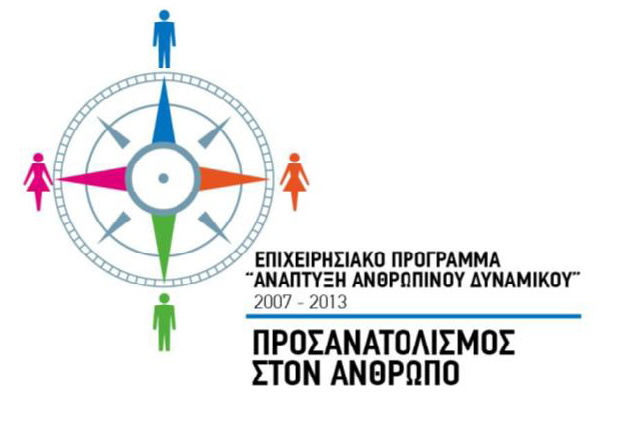 ΕΠΙΧΕΙΡΗΣΙΑΚΟ ΠΡΟΓΡΑΜΜΑ
“ΑΝΑΠΤΥΞΗ ΑΝΘΡΩΠΙΝΟΥ ΔΥΝΑΜΙΚΟΥ”
2007 - 2013
ΠΡΟΣΑΝΑΤΟΛΙΣΜΟΣ
ΣΤΟΝ ΑΝΘΡΩΠΟ